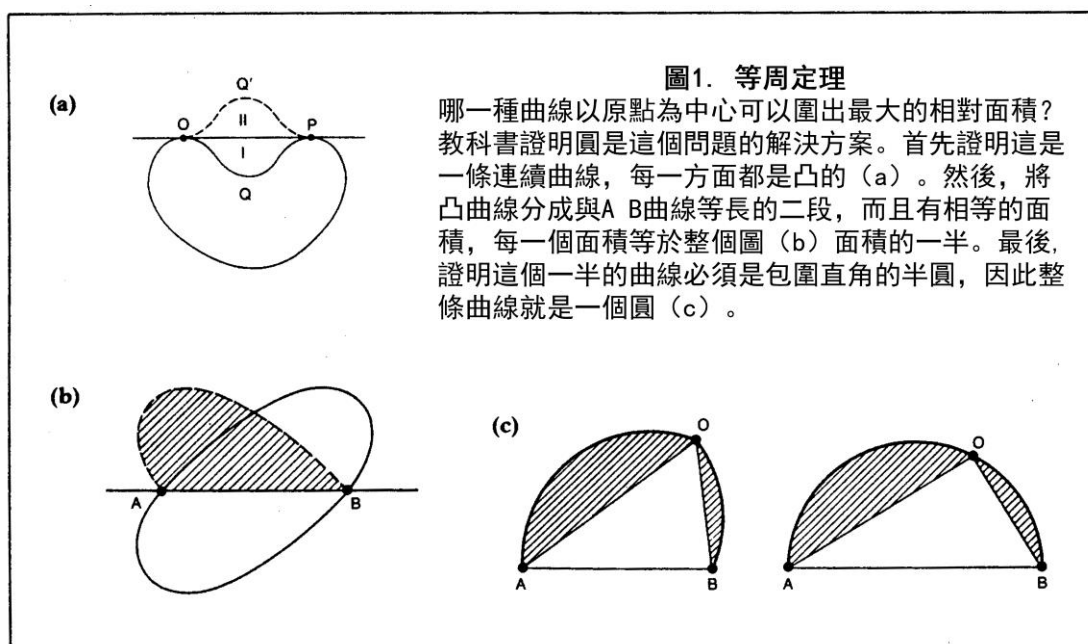 圖1. 等周定理
哪一種曲線以原點為中心可以圍出最大的相對面積?
教科書證明圓是這個問題的解決方案。首先證明這是
一條連續曲線, 每一方面都是凸的 (a) 。然後, 將
凸曲線分成與A B曲線等長的二段, 而且有相等的面
積, 每一個面積等於整個圖 (b) 面積的一半。最後,
證明這個一半的曲線必須是包圍直角的半圓, 因此整
條曲線就是一個圓 (c) 。
(a)
Q'
O
II
P
I
Q
(b)
A
B
(c)
O
A
B
O
A
B